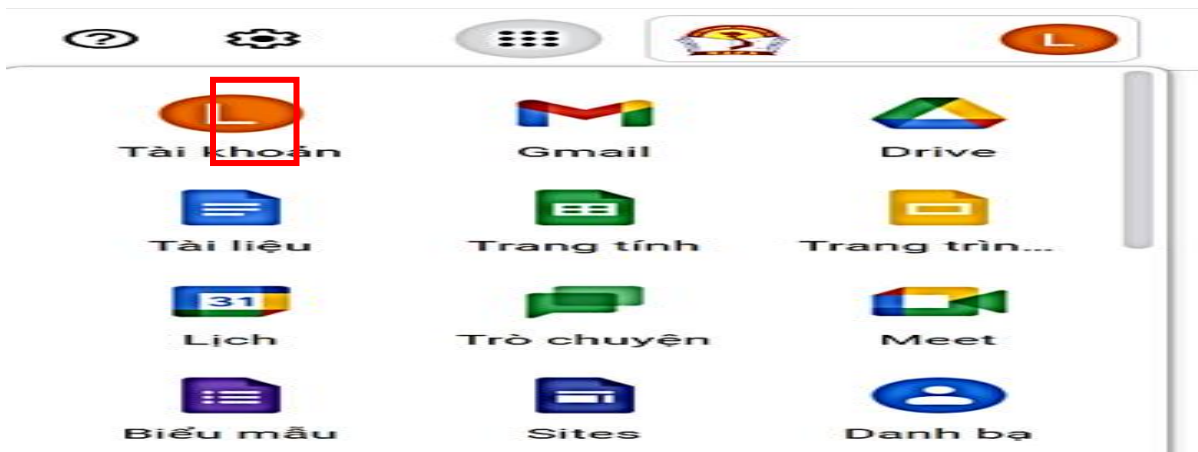 L
L
Tài khoản Gmail Drive
Tài liệu Trang tính Trang trìn...
31
Lịch Trò chuyện Meet
Biểu mẫu Sites Danh bạ